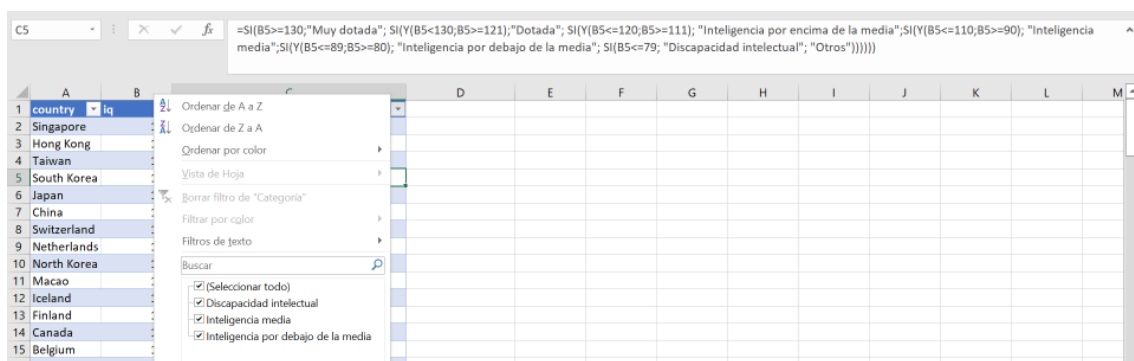 C5 fx =SI(B5>=130;"Muy dotada"; SI(Y(B5<130;B5>=121);"Dotada"; SI(Y(B5<=120;B5>=111); "Inteligencia por encima de la media";SI(Y(B5<=110;B5>=90); "Inteligencia
media";SI(Y(B5<=89;B5>=80); "Inteligencia por debajo de la media"; SI(B5<=79; "Discapacidad intelectual"; "Otros"))))))
A B C D E F G H I J K L M
1 country iq
2 Singapore
3 Hong Kong
4 Taiwan
5 South Korea
6 Japan
7 China
8 Switzerland
9 Netherlands
10 North Korea
11 Macao
12 Iceland
13 Finland
14 Canada
15 Belgium
Ordenar de A a Z
Ordenar de Z a A
Ordenar por color
Vista de Hoja
Borrar filtro de "Categoría"
Filtrar por color
Filtros de texto
Buscar
(Seleccionar todo)
Discapacidad intelectual
Inteligencia media
Inteligencia por debajo de la media